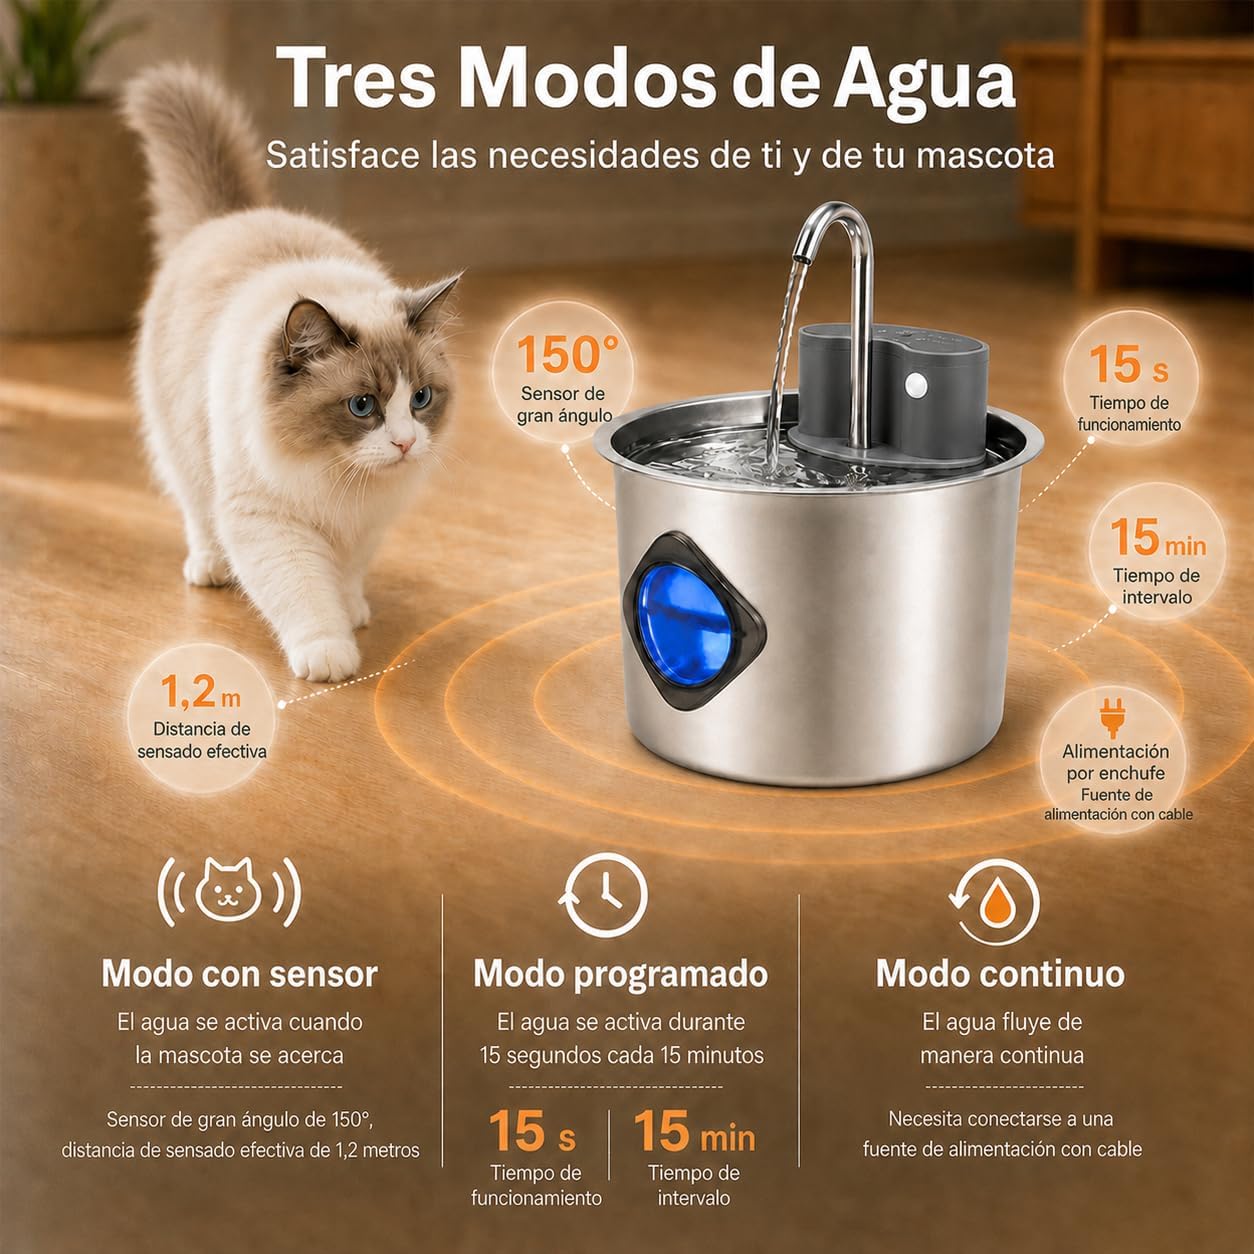 Tres Modos de Agua
Satisface las necesidades de ti y de tu mascota
150°
Sensor de
gran ángulo
15 s
Tiempo de
funcionamiento
15 min
Tiempo de
intervalo
1,2 m
Distancia de
sensado efectiva
Alimentación
por enchufe
Fuente de
alimentación con cable
Modo con sensor
El agua se activa cuando
la mascota se acerca
Sensor de gran ángulo de 150°,
distancia de sensado efectiva de 1,2 metros
Modo programado
El agua se activa durante
15 segundos cada 15 minutos
15 s
Tiempo de
funcionamiento
15 min
Tiempo de
intervalo
Modo continuo
El agua fluye de
manera continua
Necesita conectarse a una
fuente de alimentación con cable